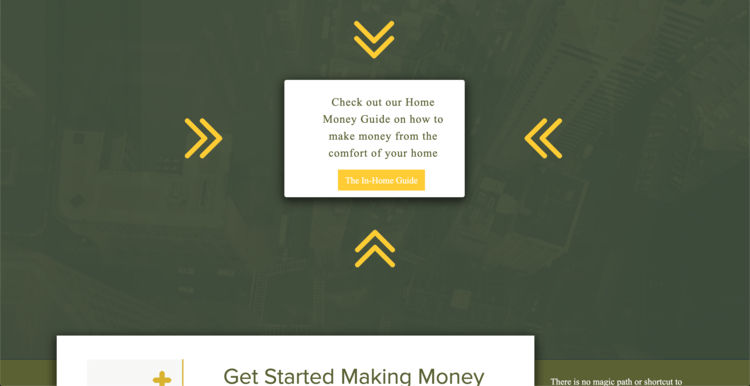 Check out our Home
Money Guide on how to
make money from the
comfort of your home
The In-Home Guide
Get Started Making Money
There is no magic path or shortcut to